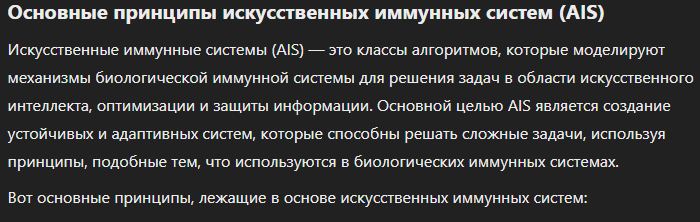 Основные принципы искусственных иммунных систем (AIS)
Искусственные иммунные системы (AIS) — это классы алгоритмов, которые моделируют
механизмы биологической иммунной системы для решения задач в области искусственного
интеллекта, оптимизации и защиты информации. Основной целью AIS является создание
устойчивых и адаптивных систем, которые способны решать сложные задачи, используя
принципы, подобные тем, что используются в биологических иммунных системах.
Вот основные принципы, лежащие в основе искусственных иммунных систем: